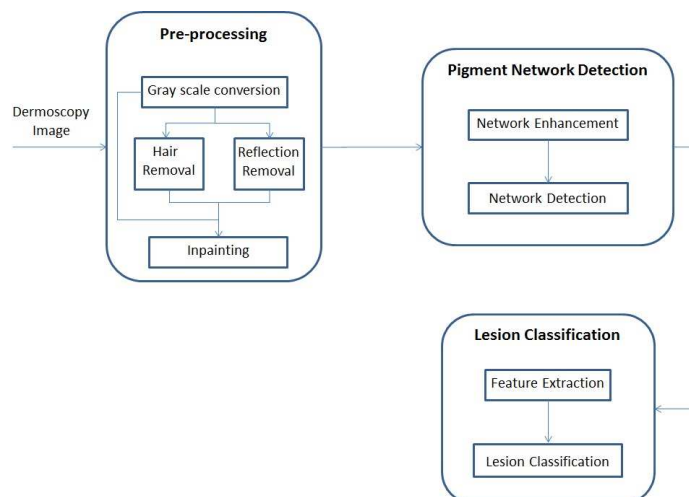 Dermoscopy
Image
Pre-processing
Gray scale conversion
Hair
Removal
Reflection
Removal
Inpainting
Pigment Network Detection
Network Enhancement
Network Detection
Lesion Classification
Feature Extraction
Lesion Classification